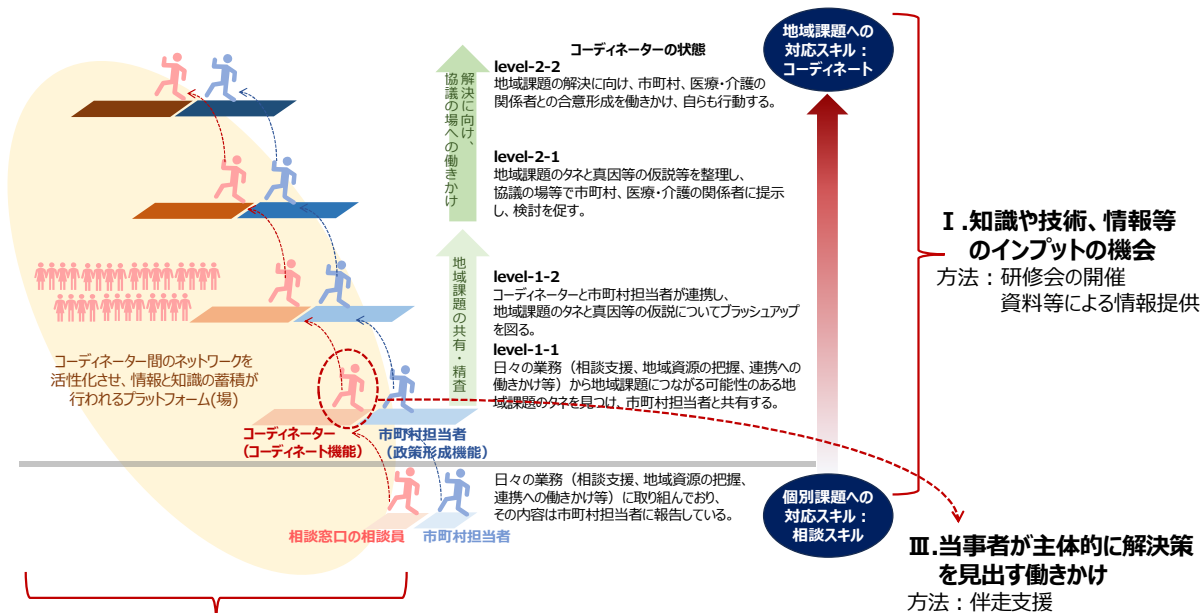 コーディネーターの状態
level-2-2
地域課題の解決に向け、市町村、医療・介護の
関係者との合意形成を働きかけ、自らも行動する。
level-2-1
地域課題のタネと真因等の仮説等を整理し、
協議の場等で市町村、医療・介護の関係者に提示
し、検討を促す。
解決に向け、
協議の場への働きかけ
level-1-2
コーディネーターと市町村担当者が連携し、
地域課題のタネと真因等の仮説についてブラッシュアップ
を図る。
level-1-1
日々の業務（相談支援、地域資源の把握、連携への
働きかけ等）から地域課題につながる可能性のある地
域課題のタネを見つけ、市町村担当者と共有する。
地域課題の共有・精査
コーディネーター間のネットワークを
活性化させ、情報と知識の蓄積が
行われるプラットフォーム(場)
コーディネーター
（コーディネート機能）
市町村担当者
（政策形成機能）
日々の業務（相談支援、地域資源の把握、
連携への働きかけ等）に取り組んでおり、
その内容は市町村担当者に報告している。
相談窓口の相談員
市町村担当者
地域課題への
対応スキル：
コーディネート
個別課題への
対応スキル：
相談スキル
Ⅰ.知識や技術、情報等
のインプットの機会
方法：研修会の開催
資料等による情報提供
Ⅲ.当事者が主体的に解決策
を見出す働きかけ
方法：伴走支援